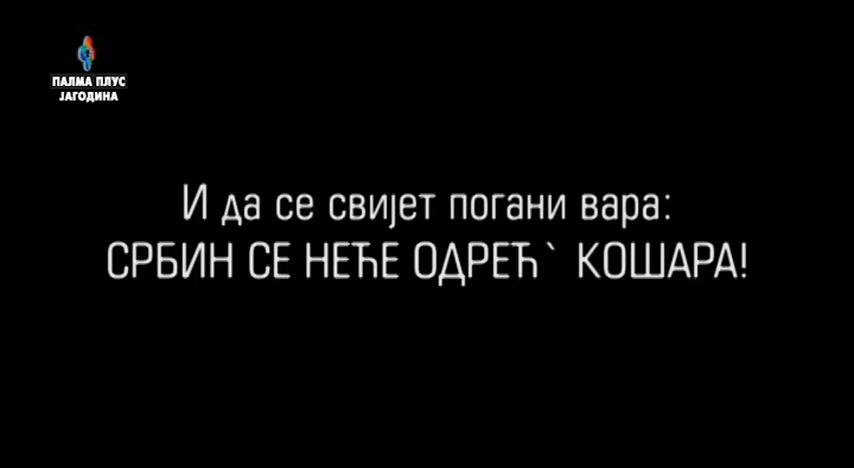 ПАЛМА ПЛУС
ЈАГОДИНА
И да се свијет погани вара:
СРБИН СЕ НЕЋЕ ОДРЕЋ` КОШАРА!